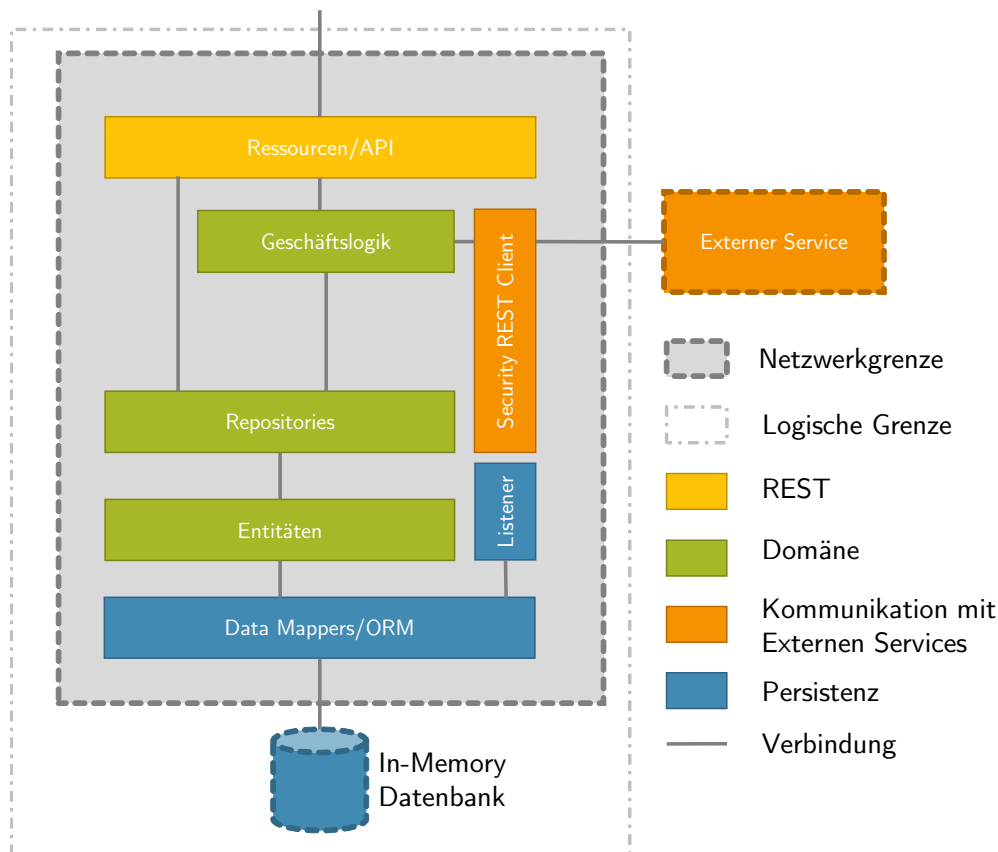 Ressourcen/API
Geschäftslogik
Security REST Client
Externer Service
Repositories
Listener
Entitäten
Data Mappers/ORM
In-Memory
Datenbank
Netzwerkgrenze
Logische Grenze
REST
Domäne
Kommunikation mit
Externen Services
Persistenz
Verbindung